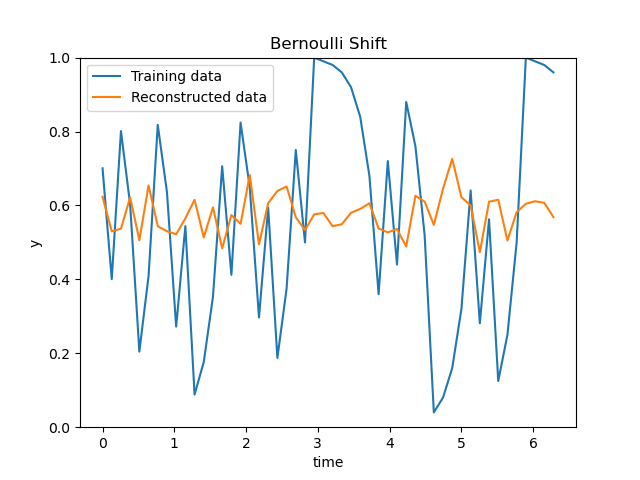 Bernoulli Shift
Training data
Reconstructed data
1.0
0.8
0.6
0.4
0.2
0.0
y
0 1 2 3 4 5 6
time